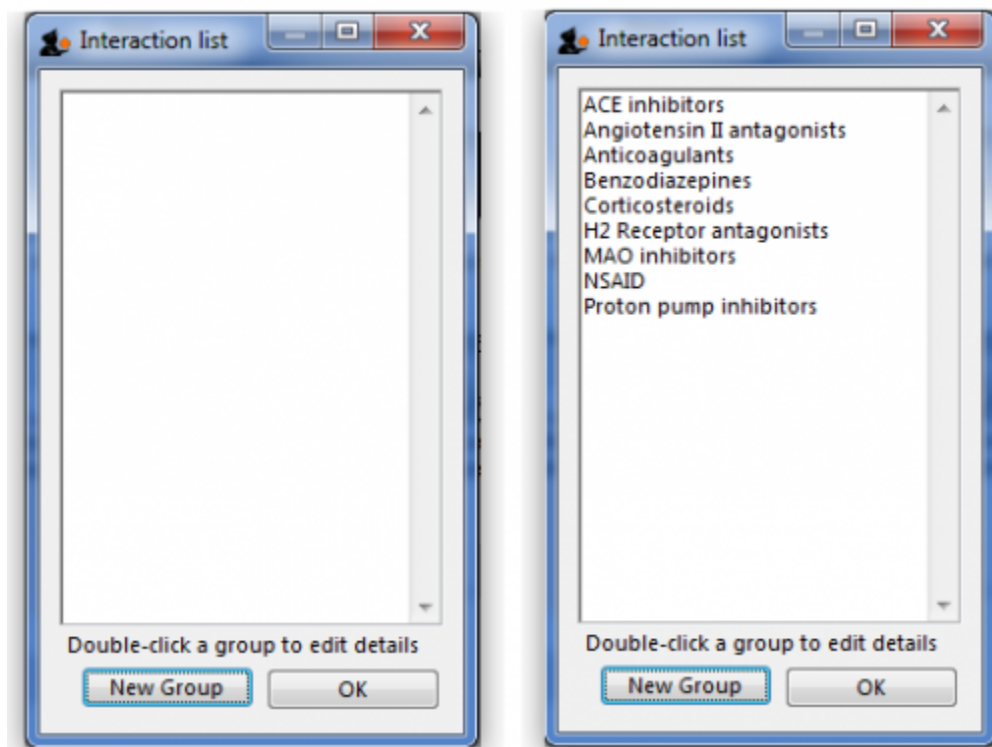 Interaction list
Double-click a group to edit details
New Group
OK
Interaction list
ACE inhibitors
Angiotensin II antagonists
Anticoagulants
Benzodiazepines
Corticosteroids
H2 Receptor antagonists
MAO inhibitors
NSAID
Proton pump inhibitors
Double-click a group to edit details
New Group
OK